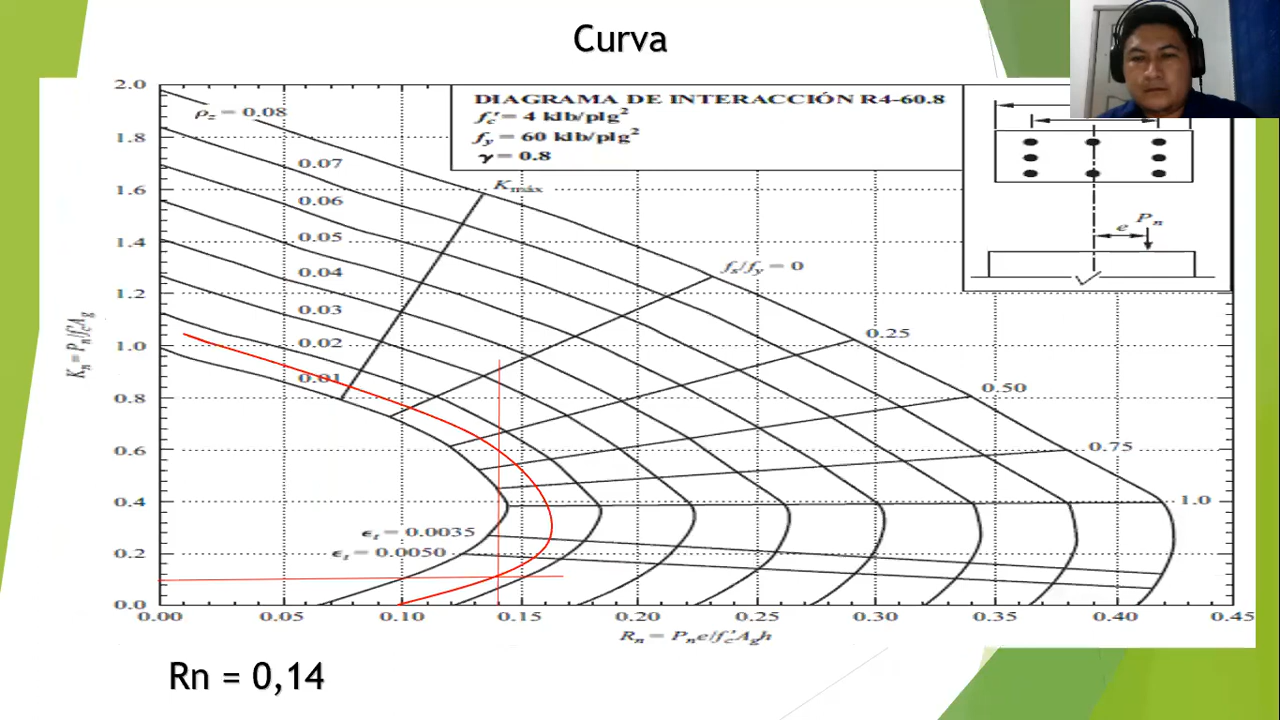 Curva
DIAGRAMA DE INTERACCIÓN R4-60.8
f′c = 4 klb/plg²
fy = 60 klb/plg²
γ = 0.8
ρz = 0.08
0.07
0.06
0.05
0.04
0.03
0.02
0.01
Kmáx
fs/fy = 0
0.25
0.50
0.75
1.0
ϵt = 0.0035
ϵt = 0.0050
e
Pn
2.0
1.8
1.6
1.4
1.2
1.0
0.8
0.6
0.4
0.2
0.0
Kn = Pn/f′cAg
0.00 0.05 0.10 0.15 0.20 0.25 0.30 0.35 0.40 0.45
Rn = Pne/f′cAgh
Rn = 0,14